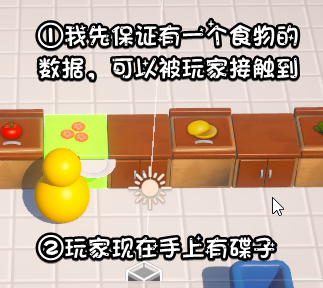 ①我先保证有一个食物的
数据，可以被玩家接触到
②玩家现在手上有碟子